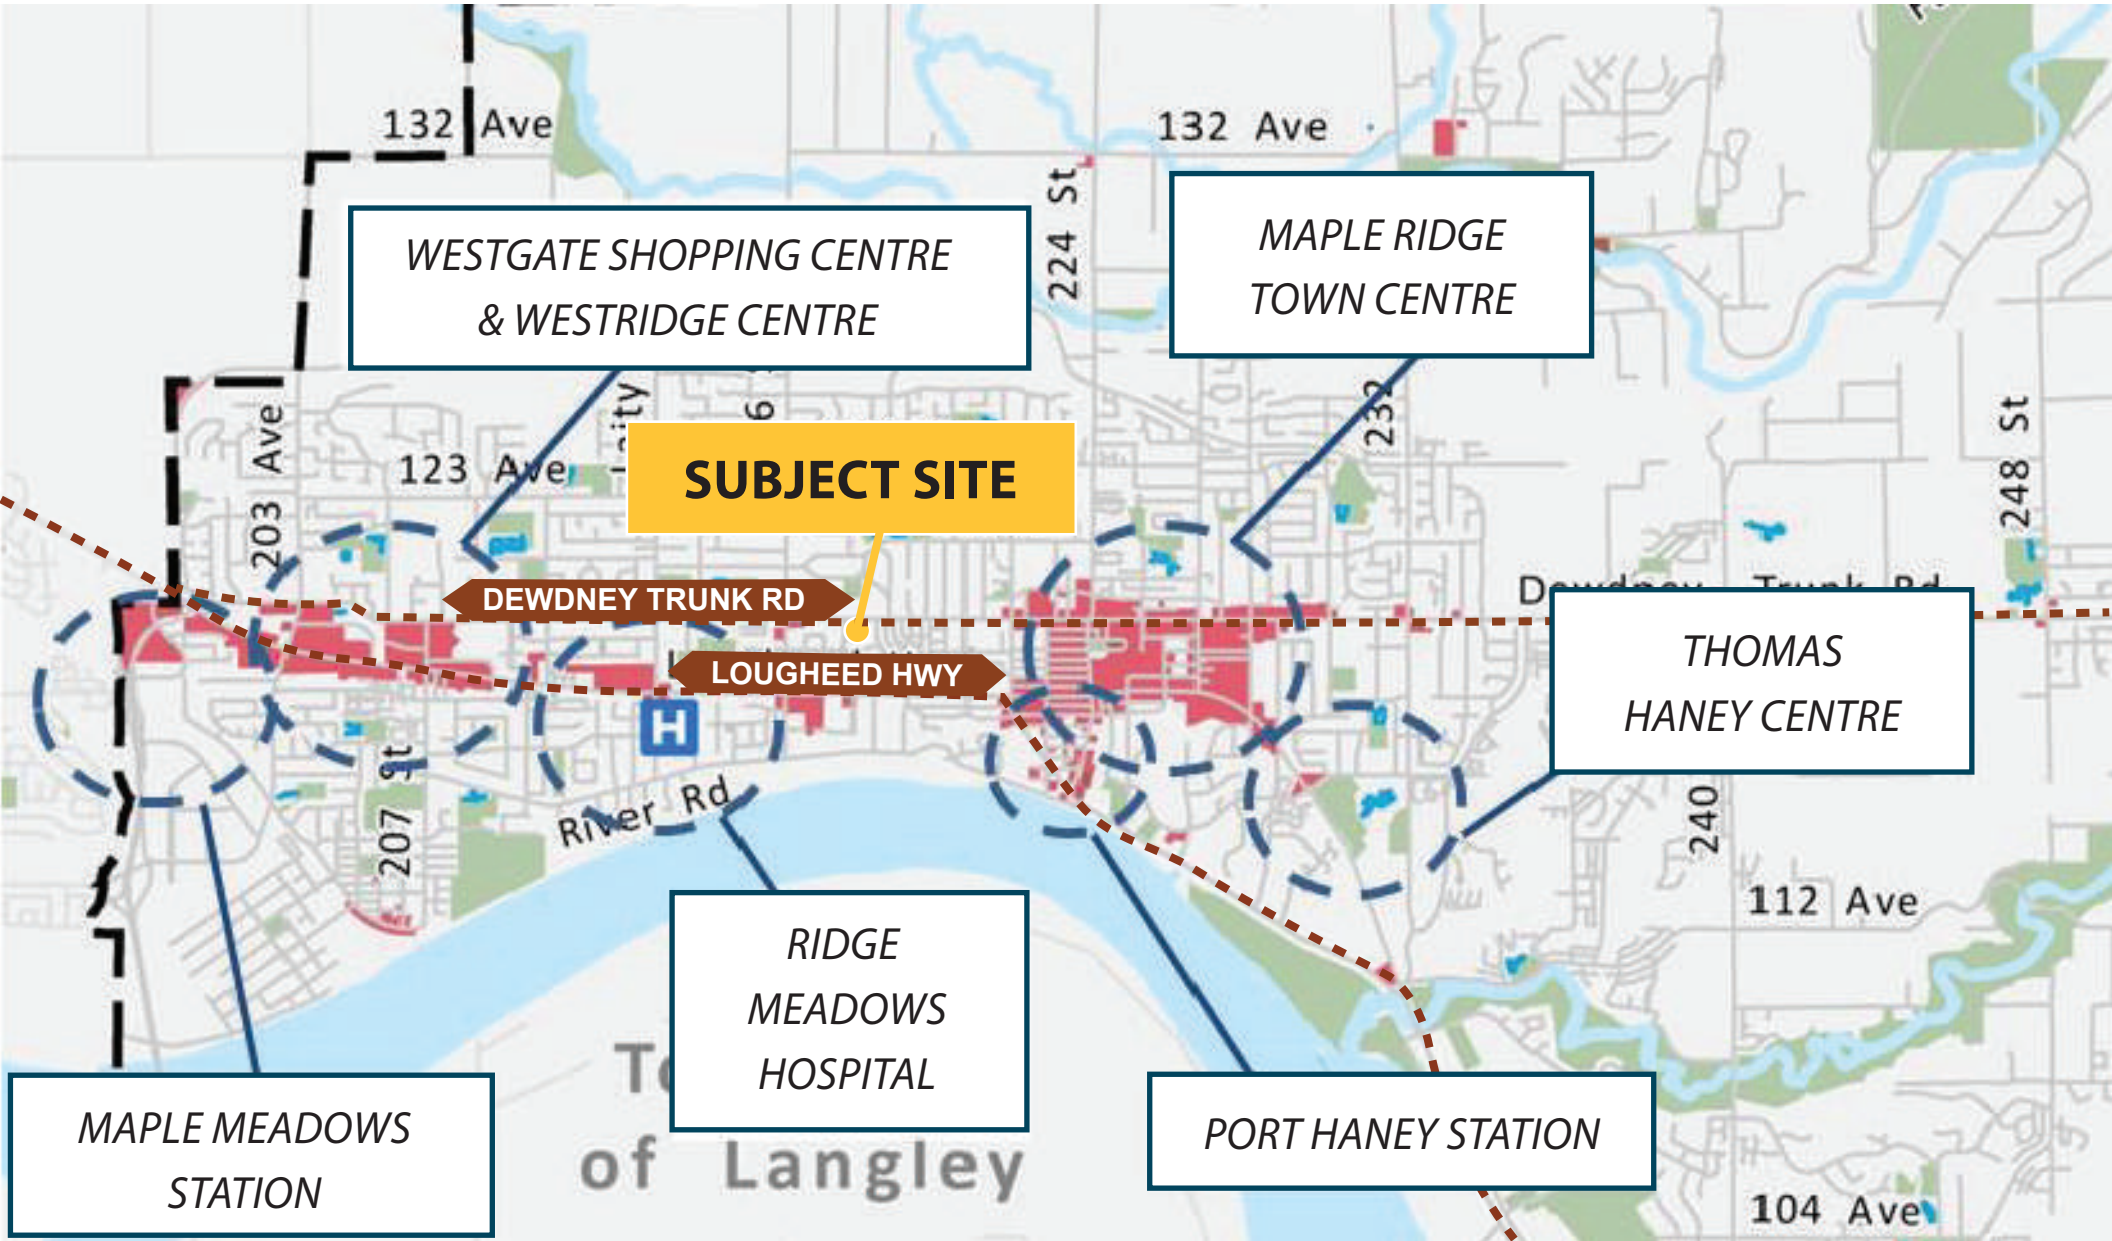 132 Ave
132 Ave
224 St
WESTGATE SHOPPING CENTRE
& WESTRIDGE CENTRE
MAPLE RIDGE
TOWN CENTRE
232
203 Ave
123 Ave
SUBJECT SITE
248 St
DEWDNEY TRUNK RD
Dewdney Trunk Rd
LOUGHEED HWY
THOMAS
HANEY CENTRE
H
207 St
River Rd
240
112 Ave
RIDGE
MEADOWS
HOSPITAL
MAPLE MEADOWS
STATION
of Langley
PORT HANEY STATION
104 Ave